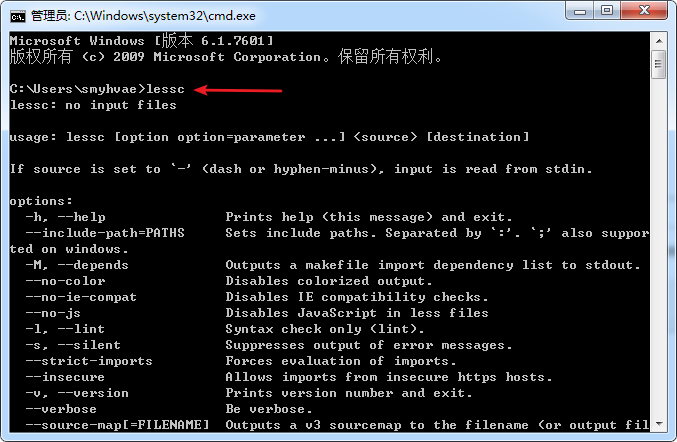 管理员: C:\Windows\system32\cmd.exe
Microsoft Windows [版本 6.1.7601]
版权所有 (c) 2009 Microsoft Corporation。保留所有权利。
C:\Users\smyhvae>lessc
lessc: no input files
usage: lessc [option option=parameter ...] <source> [destination]
If source is set to `-' (dash or hyphen-minus), input is read from stdin.
options:
-h, --help Prints help (this message) and exit.
--include-path=PATHS Sets include paths. Separated by `:'. `;' also suppor
ted on windows.
-M, --depends Outputs a makefile import dependency list to stdout.
--no-color Disables colorized output.
--no-ie-compat Disables IE compatibility checks.
--no-js Disables JavaScript in less files
-l, --lint Syntax check only (lint).
-s, --silent Suppresses output of error messages.
--strict-imports Forces evaluation of imports.
--insecure Allows imports from insecure https hosts.
-v, --version Prints version number and exit.
--verbose Be verbose.
--source-map[=FILENAME] Outputs a v3 sourcemap to the filename (or output fil